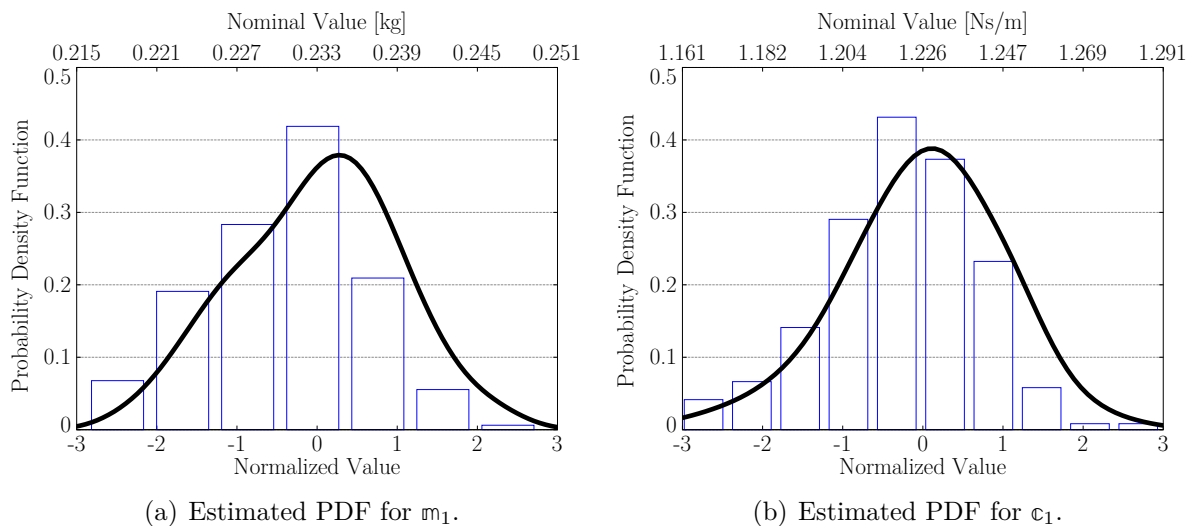 Nominal Value [kg]
0.215 0.221 0.227 0.233 0.239 0.245 0.251
0.5
0.4
0.3
0.2
0.1
0
Probability Density Function
-3 -2 -1 0 1 2 3
Normalized Value
(a) Estimated PDF for 𝕞₁.
Nominal Value [Ns/m]
1.161 1.182 1.204 1.226 1.247 1.269 1.291
0.5
0.4
0.3
0.2
0.1
0
Probability Density Function
-3 -2 -1 0 1 2 3
Normalized Value
(b) Estimated PDF for 𝕔₁.